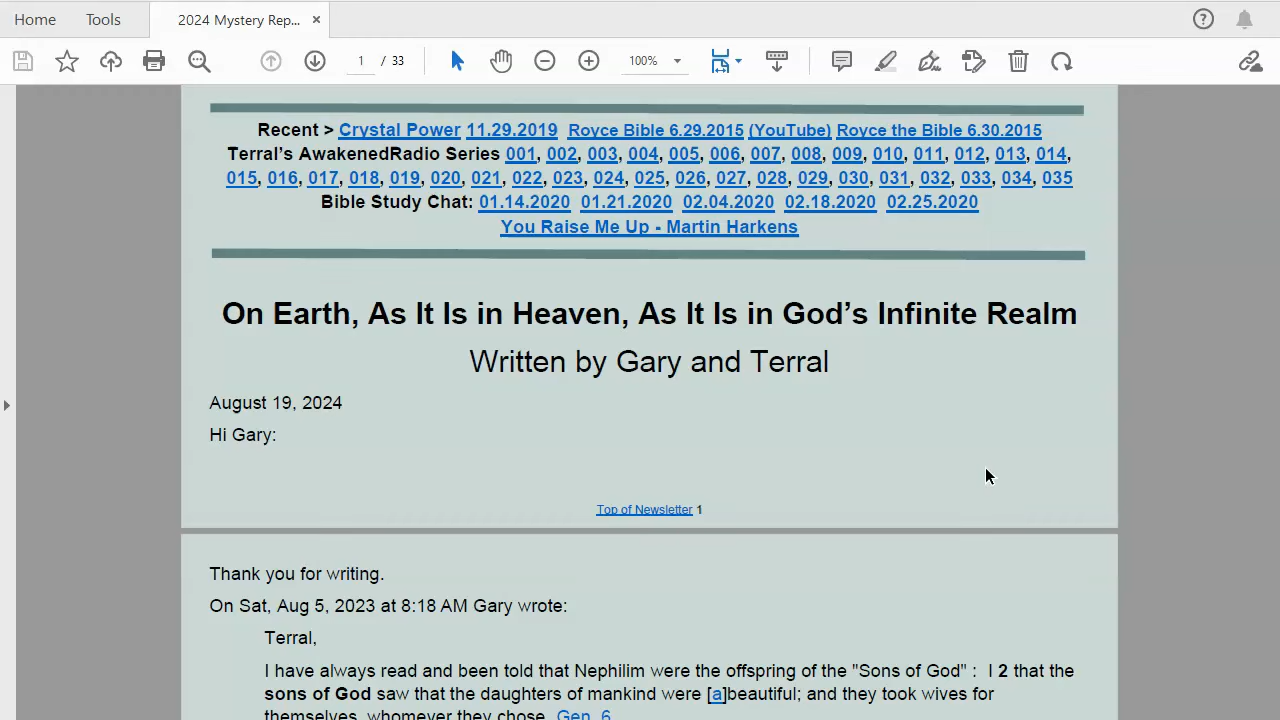 Home Tools 2024 Mystery Rep... ×
1 / 33 100%
Recent > Crystal Power 11.29.2019 Royce Bible 6.29.2015 (YouTube) Royce the Bible 6.30.2015
Terral's AwakenedRadio Series 001, 002, 003, 004, 005, 006, 007, 008, 009, 010, 011, 012, 013, 014,
015, 016, 017, 018, 019, 020, 021, 022, 023, 024, 025, 026, 027, 028, 029, 030, 031, 032, 033, 034, 035
Bible Study Chat: 01.14.2020 01.21.2020 02.04.2020 02.18.2020 02.25.2020
You Raise Me Up - Martin Harkens
On Earth, As It Is in Heaven, As It Is in God's Infinite Realm
Written by Gary and Terral
August 19, 2024
Hi Gary:
Top of Newsletter 1
Thank you for writing.
On Sat, Aug 5, 2023 at 8:18 AM Gary wrote:
Terral,
I have always read and been told that Nephilim were the offspring of the "Sons of God" : I 2 that the
sons of God saw that the daughters of mankind were [a]beautiful; and they took wives for
themselves, whomever they chose. Gen. 6